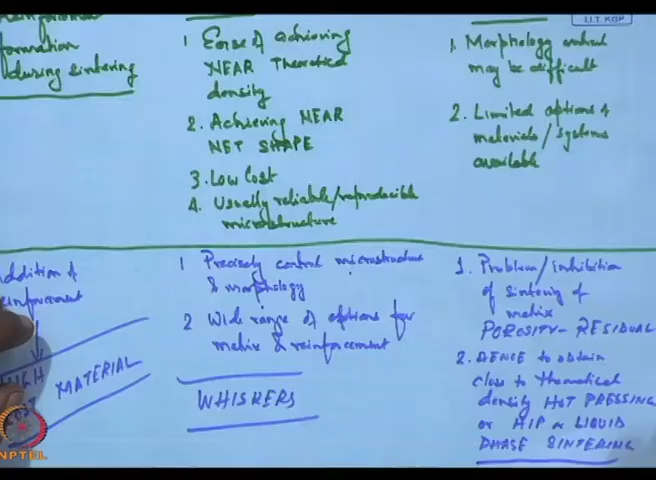 formation
during sintering
1 Ease of achieving
NEAR Theoretical
density
2. Achieving NEAR
NET SHAPE
3. Low Cost
4. Usually reliable/reproducible
microstructure
I.I.T. KGP
1. Morphology control
may be difficult
2. Limited options of
materials/systems
available
addition of
reinforcement
HIGH
MATERIAL
COST
NPTEL
1 Precisely control microstructure
& morphology
2 Wide range of options for
matrix & reinforcement
WHISKERS
1. Problem/inhibition
of sintering of
matrix
POROSITY - RESIDUAL
2. HENCE to obtain
close to theoretical
density HOT PRESSING
or HIP or LIQUID
PHASE SINTERING